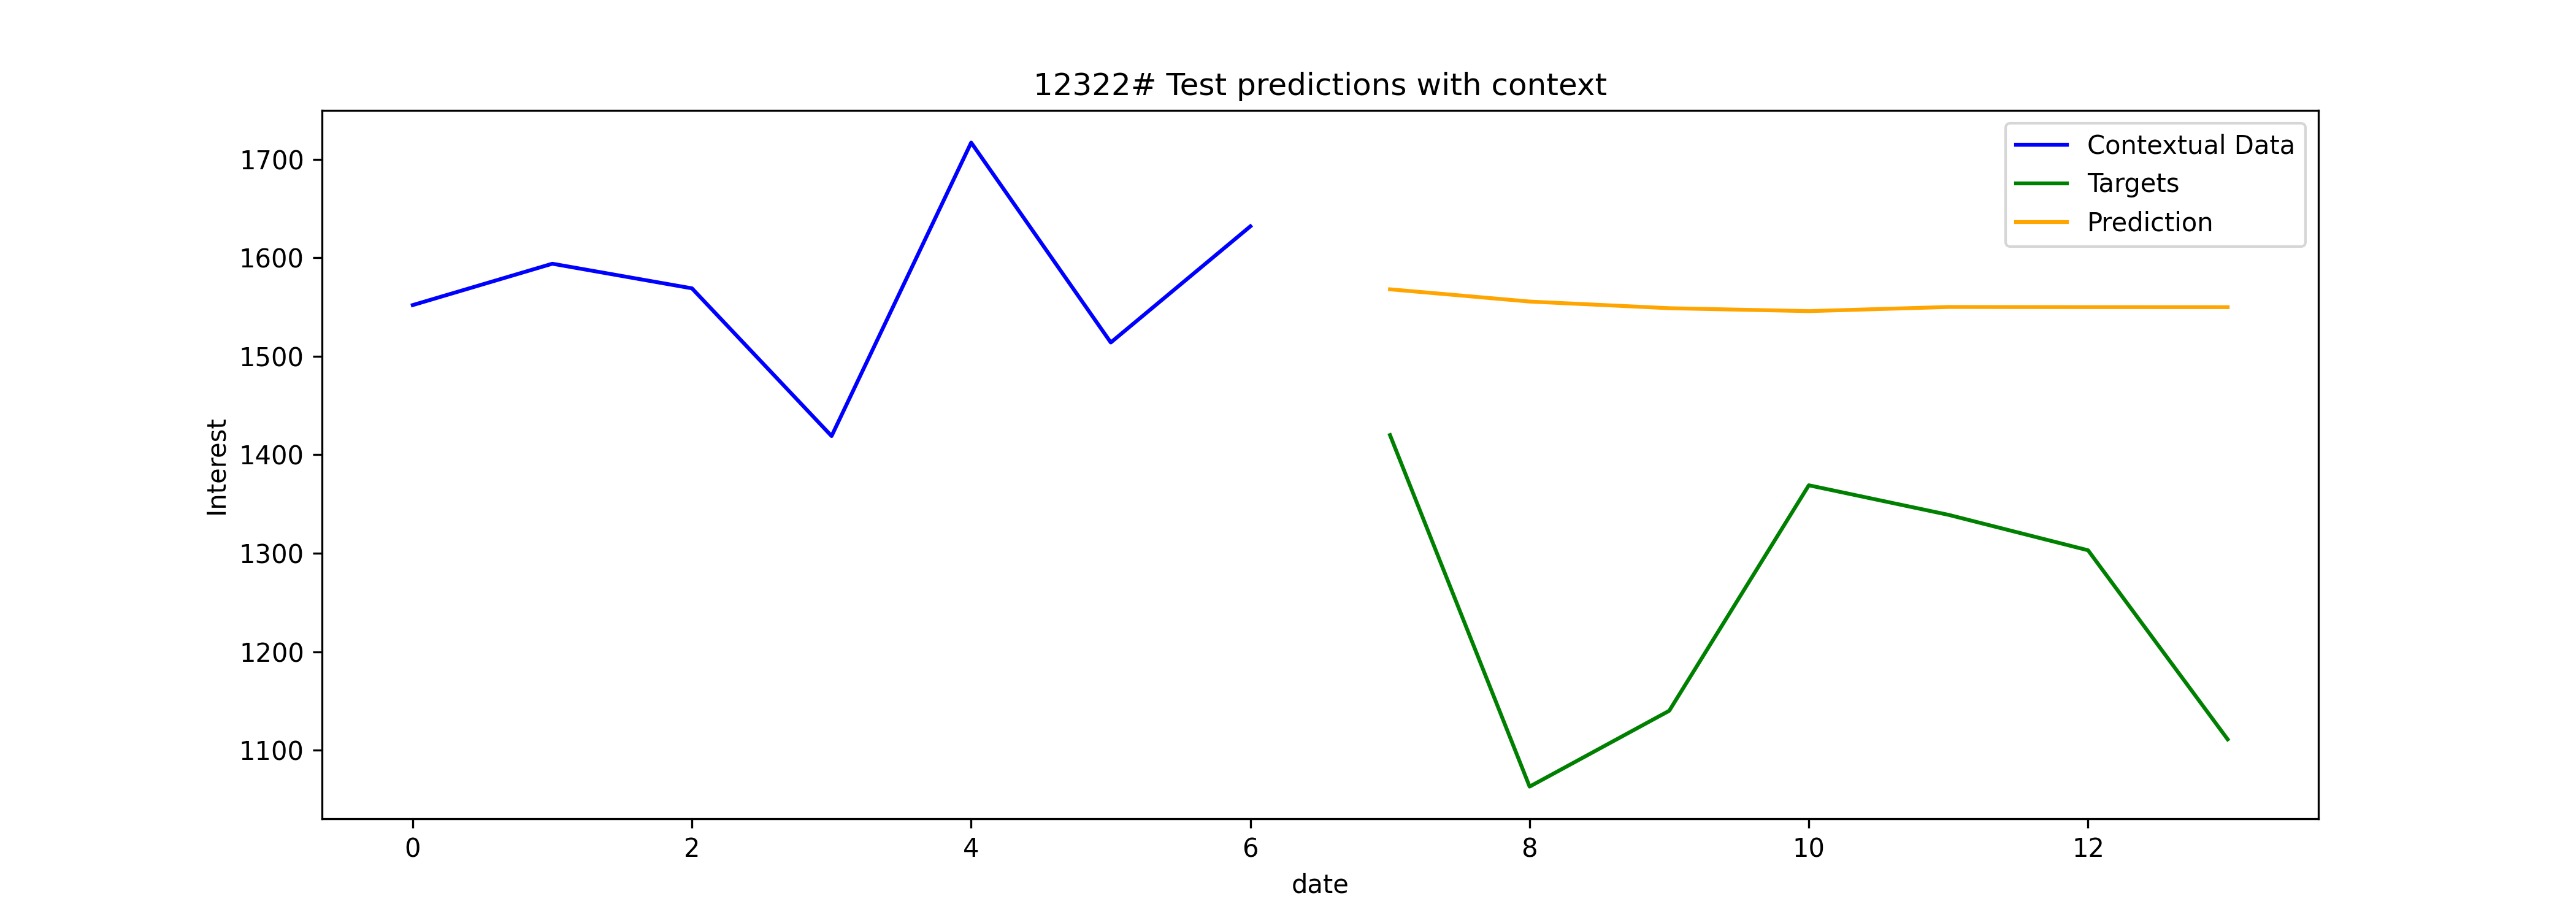 12322# Test predictions with context
Contextual Data
Targets
Prediction
Interest
1700
1600
1500
1400
1300
1200
1100
0
2
4
6
8
10
12
date